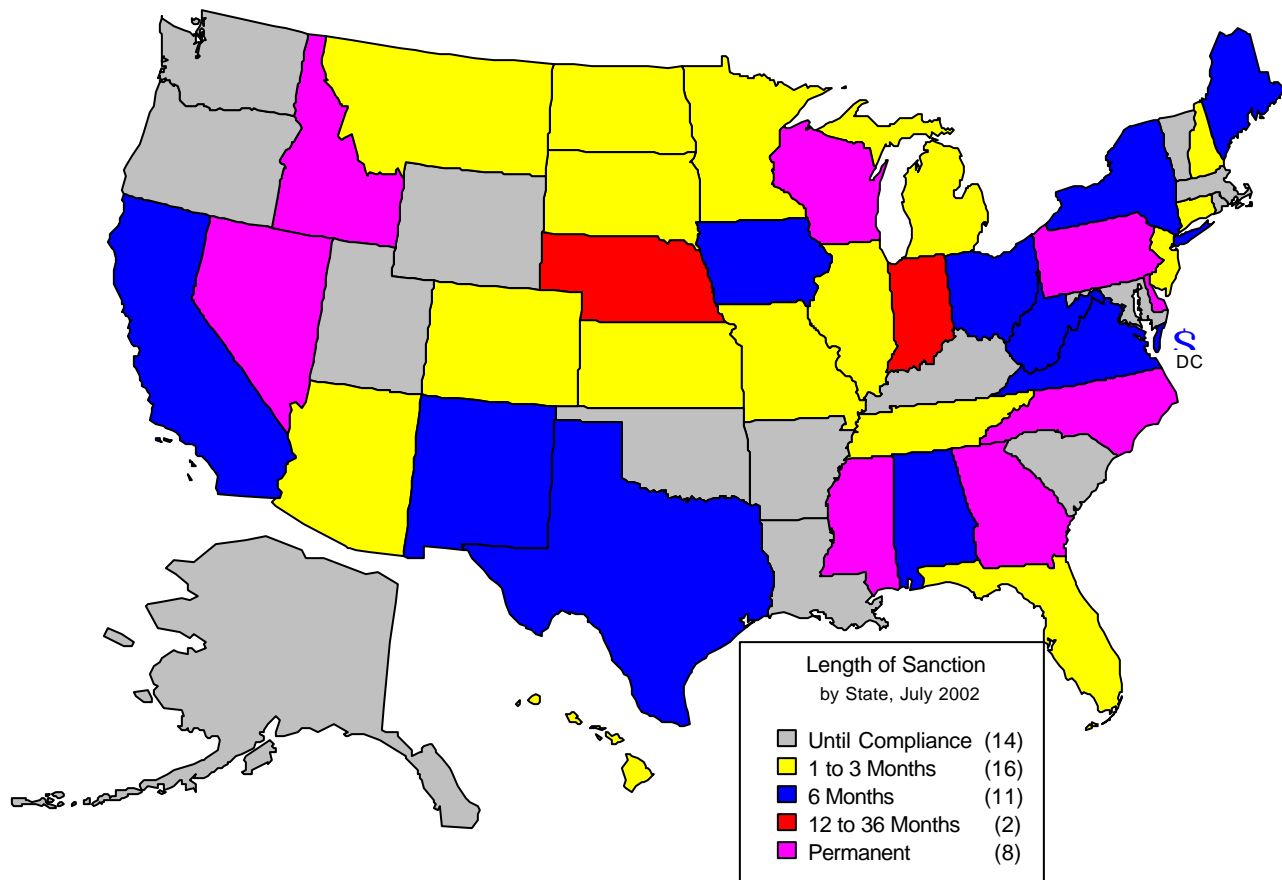 S
DC
Length of Sanction
by State, July 2002
Until Compliance (14)
1 to 3 Months (16)
6 Months (11)
12 to 36 Months (2)
Permanent (8)